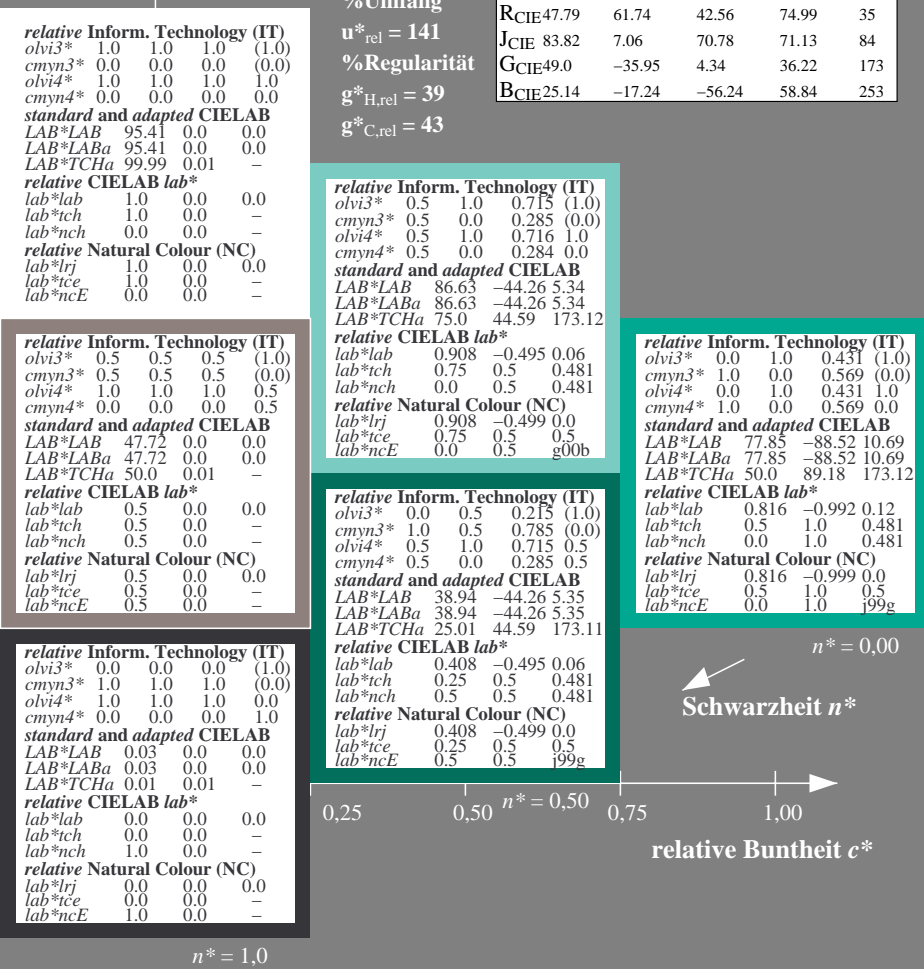 %Umfang
u*rel = 141
%Regularität
g*H,rel = 39
g*C,rel = 43
RCIE 47.79 61.74 42.56 74.99 35
JCIE 83.82 7.06 70.78 71.13 84
GCIE 49.0 −35.95 4.34 36.22 173
BCIE 25.14 −17.24 −56.24 58.84 253
relative Inform. Technology (IT)
olvi3* 1.0 1.0 1.0 (1.0)
cmyn3* 0.0 0.0 0.0 (0.0)
olvi4* 1.0 1.0 1.0 1.0
cmyn4* 0.0 0.0 0.0 0.0
standard and adapted CIELAB
LAB*LAB 95.41 0.0 0.0
LAB*LABa 95.41 0.0 0.0
LAB*TCHa 99.99 0.01 –
relative CIELAB lab*
lab*lab 1.0 0.0 0.0
lab*tch 1.0 0.0 –
lab*nch 0.0 0.0 –
relative Natural Colour (NC)
lab*lrj 1.0 0.0 0.0
lab*tce 1.0 0.0 –
lab*ncE 0.0 0.0 –
relative Inform. Technology (IT)
olvi3* 0.5 1.0 0.715 (1.0)
cmyn3* 0.5 0.0 0.285 (0.0)
olvi4* 0.5 1.0 0.716 1.0
cmyn4* 0.5 0.0 0.284 0.0
standard and adapted CIELAB
LAB*LAB 86.63 −44.26 5.34
LAB*LABa 86.63 −44.26 5.34
LAB*TCHa 75.0 44.59 173.12
relative CIELAB lab*
lab*lab 0.908 −0.495 0.06
lab*tch 0.75 0.5 0.481
lab*nch 0.0 0.5 0.481
relative Natural Colour (NC)
lab*lrj 0.908 −0.499 0.0
lab*tce 0.75 0.5 0.5
lab*ncE 0.0 0.5 g00b
relative Inform. Technology (IT)
olvi3* 0.5 0.5 0.5 (1.0)
cmyn3* 0.5 0.5 0.5 (0.0)
olvi4* 1.0 1.0 1.0 0.5
cmyn4* 0.0 0.0 0.0 0.5
standard and adapted CIELAB
LAB*LAB 47.72 0.0 0.0
LAB*LABa 47.72 0.0 0.0
LAB*TCHa 50.0 0.01 –
relative CIELAB lab*
lab*lab 0.5 0.0 0.0
lab*tch 0.5 0.0 –
lab*nch 0.5 0.0 –
relative Natural Colour (NC)
lab*lrj 0.5 0.0 0.0
lab*tce 0.5 0.0 –
lab*ncE 0.5 0.0 –
relative Inform. Technology (IT)
olvi3* 0.0 1.0 0.431 (1.0)
cmyn3* 1.0 0.0 0.569 (0.0)
olvi4* 0.0 1.0 0.431 1.0
cmyn4* 1.0 0.0 0.569 0.0
standard and adapted CIELAB
LAB*LAB 77.85 −88.52 10.69
LAB*LABa 77.85 −88.52 10.69
LAB*TCHa 50.0 89.18 173.12
relative CIELAB lab*
lab*lab 0.816 −0.992 0.12
lab*tch 0.5 1.0 0.481
lab*nch 0.0 1.0 0.481
relative Natural Colour (NC)
lab*lrj 0.816 −0.999 0.0
lab*tce 0.5 1.0 0.5
lab*ncE 0.0 1.0 j99g
relative Inform. Technology (IT)
olvi3* 0.0 0.5 0.215 (1.0)
cmyn3* 1.0 0.5 0.785 (0.0)
olvi4* 0.5 1.0 0.715 0.5
cmyn4* 0.5 0.0 0.285 0.5
standard and adapted CIELAB
LAB*LAB 38.94 −44.26 5.35
LAB*LABa 38.94 −44.26 5.35
LAB*TCHa 25.01 44.59 173.11
relative CIELAB lab*
lab*lab 0.408 −0.495 0.06
lab*tch 0.25 0.5 0.481
lab*nch 0.5 0.5 0.481
relative Natural Colour (NC)
lab*lrj 0.408 −0.499 0.0
lab*tce 0.25 0.5 0.5
lab*ncE 0.5 0.5 j99g
relative Inform. Technology (IT)
olvi3* 0.0 0.0 0.0 (1.0)
cmyn3* 1.0 1.0 1.0 (0.0)
olvi4* 1.0 1.0 1.0 0.0
cmyn4* 0.0 0.0 0.0 1.0
standard and adapted CIELAB
LAB*LAB 0.03 0.0 0.0
LAB*LABa 0.03 0.0 0.0
LAB*TCHa 0.01 0.01 –
relative CIELAB lab*
lab*lab 0.0 0.0 0.0
lab*tch 0.0 0.0 –
lab*nch 1.0 0.0 –
relative Natural Colour (NC)
lab*lrj 0.0 0.0 0.0
lab*tce 0.0 0.0 –
lab*ncE 1.0 0.0 –
n* = 0,00
Schwarzheit n*
n* = 0,50
0,25 0,50 0,75 1,00
relative Buntheit c*
n* = 1,0